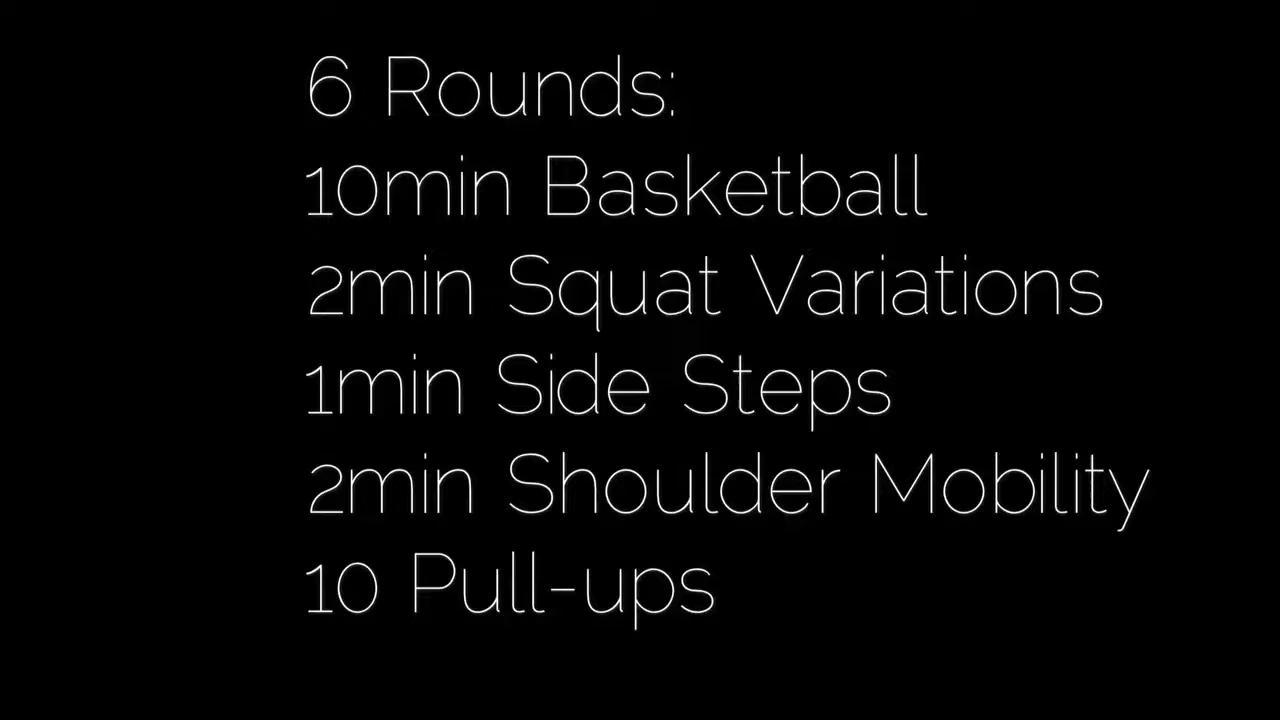 6 Rounds:
10min Basketball
2min Squat Variations
1min Side Steps
2min Shoulder Mobility
10 Pull-ups